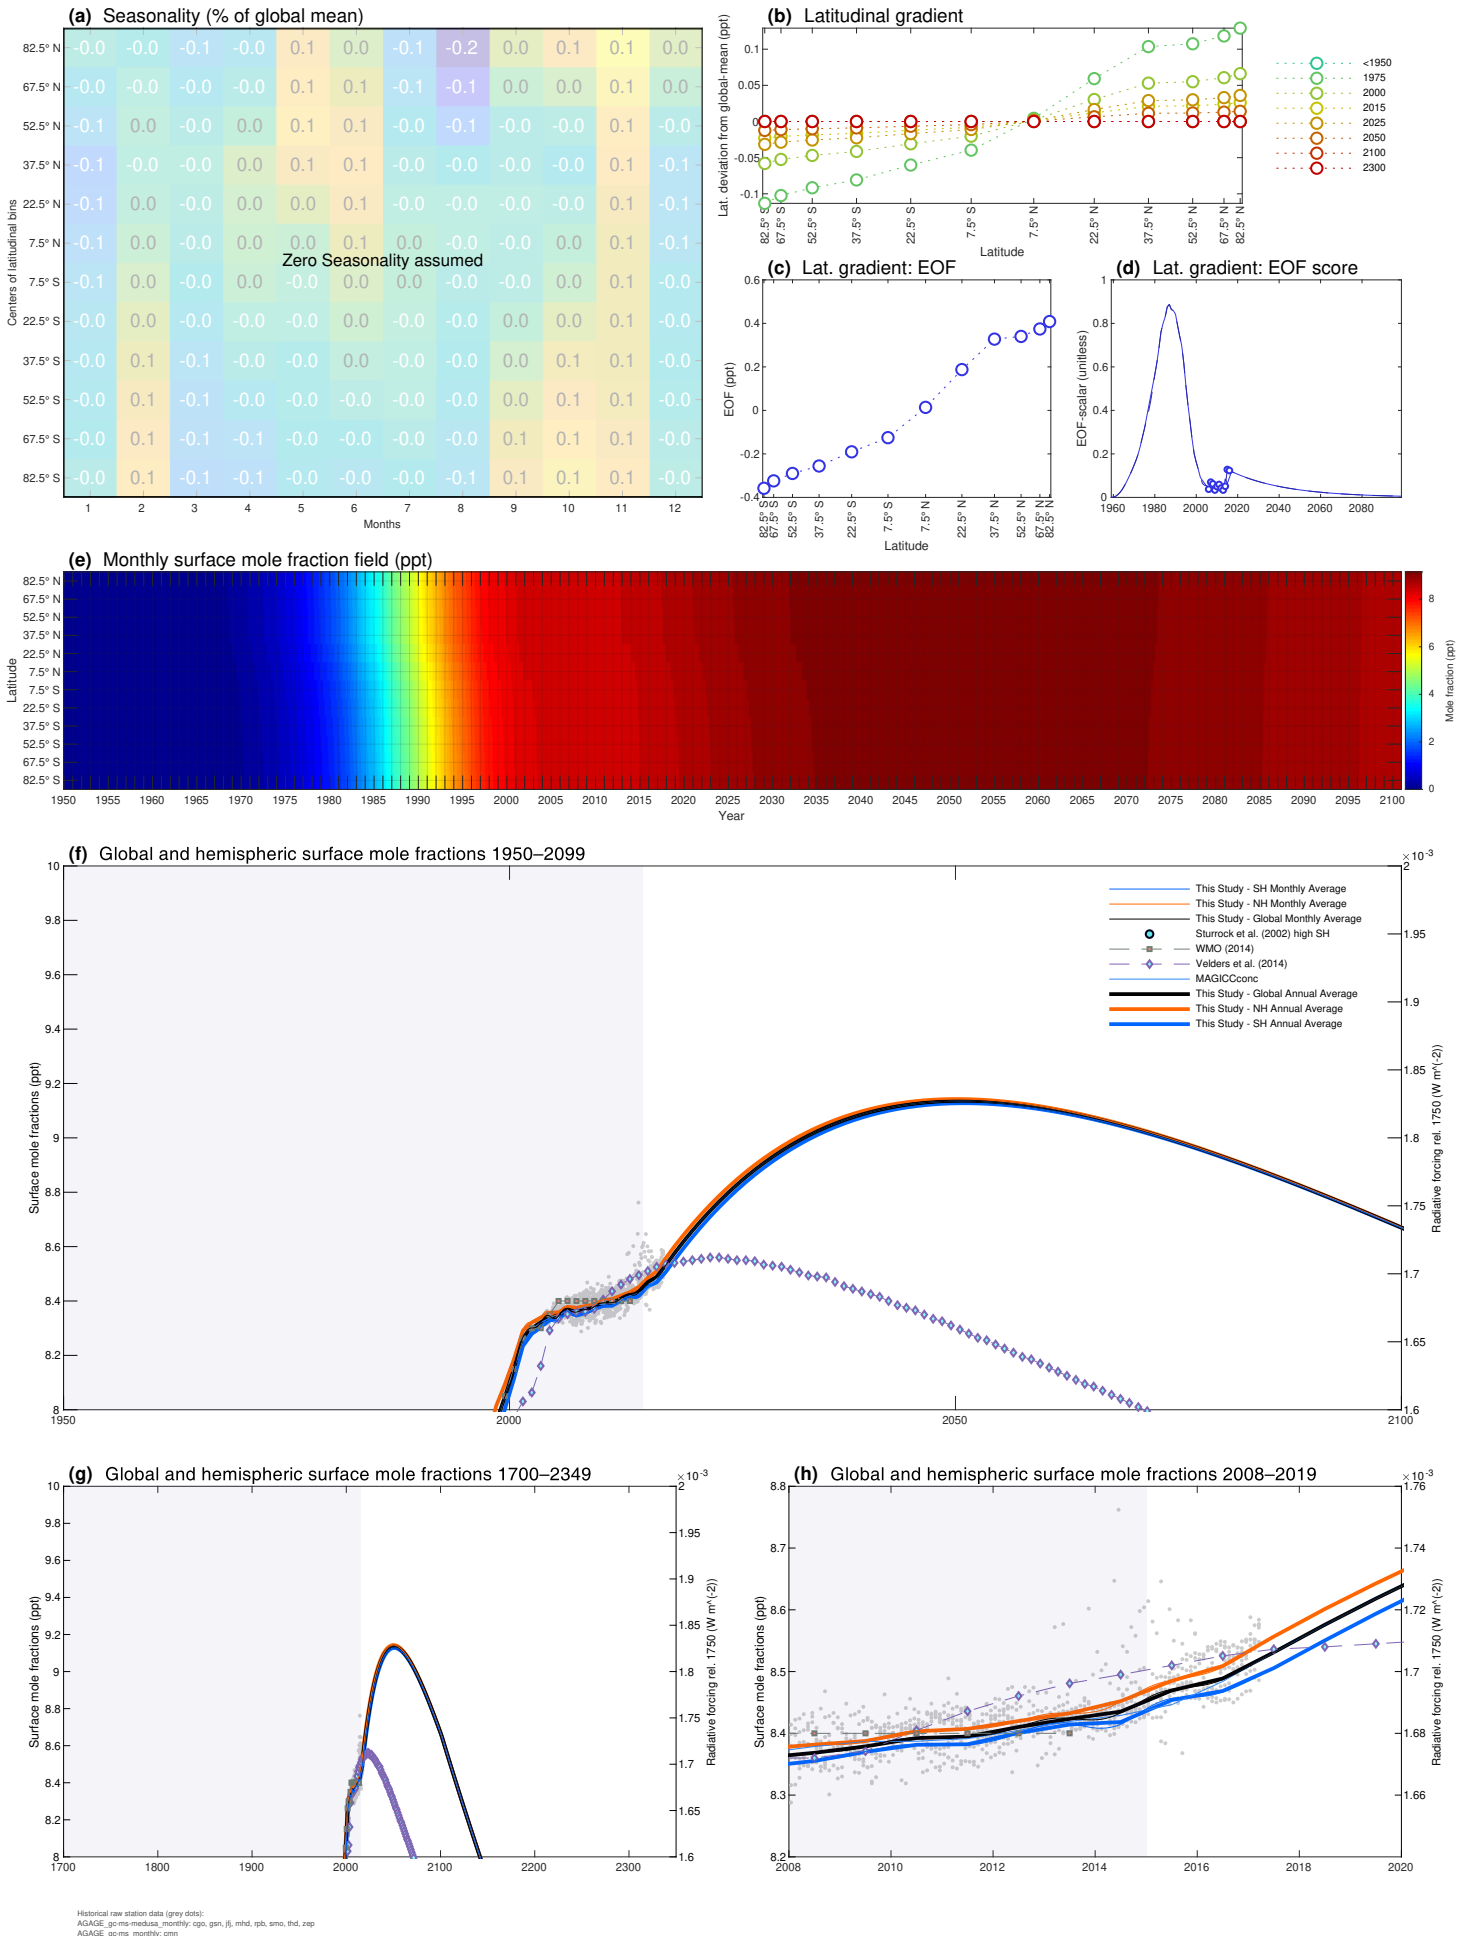 (a) Seasonality (% of global mean)
82.5° N -0.0 -0.0 -0.1 -0.0 0.1 0.0 -0.1 -0.2 0.0 0.1 0.1 0.0
67.5° N -0.0 -0.0 -0.0 -0.0 0.1 0.1 -0.0 -0.1 0.0 0.0 0.1 -0.0
52.5° N -0.1 0.0 -0.0 -0.0 0.1 0.1 -0.0 -0.1 -0.0 0.0 0.1 -0.0
37.5° N -0.1 0.0 -0.0 0.0 0.1 0.1 -0.0 -0.0 -0.0 -0.0 0.1 -0.1
22.5° N -0.1 0.0 -0.0 0.0 0.0 0.1 -0.0 -0.0 -0.0 -0.0 0.1 -0.1
7.5° N -0.1 0.0 -0.0 0.0 0.0 0.1 0.0 -0.0 -0.0 0.0 0.1 -0.1
Zero Seasonality assumed
7.5° S -0.1 0.0 -0.0 0.0 -0.0 0.0 0.0 -0.0 -0.0 0.0 0.1 -0.1
22.5° S -0.0 0.0 -0.0 -0.0 -0.0 0.0 -0.0 -0.0 0.0 -0.0 0.1 -0.0
37.5° S -0.0 0.1 -0.1 -0.0 -0.0 0.0 -0.0 -0.0 0.0 -0.0 0.1 -0.0
52.5° S -0.0 0.1 -0.1 -0.0 -0.0 -0.0 -0.0 -0.0 0.1 0.1 0.1 -0.0
67.5° S -0.0 0.1 -0.1 -0.1 -0.0 -0.0 -0.0 -0.0 0.1 0.1 0.1 -0.0
82.5° S -0.0 0.1 -0.1 -0.1 -0.0 -0.0 -0.0 -0.0 0.1 0.1 0.1 -0.0
1 2 3 4 5 6 7 8 9 10 11 12
Months
Centers of latitudinal bins
(b) Latitudinal gradient
Lat. deviation from global-mean (ppt)
0.1
0.05
0
-0.05
-0.1
82.5° S 67.5° S 52.5° S 37.5° S 22.5° S 7.5° S 7.5° N 22.5° N 37.5° N 52.5° N 67.5° N 82.5° N
Latitude
<1950
1975
2000
2015
2025
2050
2100
2300
(c) Lat. gradient: EOF
EOF (ppt)
0.6
0.4
0.2
0
-0.2
-0.4
82.5° S 67.5° S 52.5° S 37.5° S 22.5° S 7.5° S 7.5° N 22.5° N 37.5° N 52.5° N 67.5° N 82.5° N
Latitude
(d) Lat. gradient: EOF score
EOF-scalar (unitless)
1
0.8
0.6
0.4
0.2
0
1960 1980 2000 2020 2040 2060 2080
(e) Monthly surface mole fraction field (ppt)
Latitude
82.5° N
67.5° N
52.5° N
37.5° N
22.5° N
7.5° N
7.5° S
22.5° S
37.5° S
52.5° S
67.5° S
82.5° S
1950 1955 1960 1965 1970 1975 1980 1985 1990 1995 2000 2005 2010 2015 2020 2025 2030 2035 2040 2045 2050 2055 2060 2065 2070 2075 2080 2085 2090 2095 2100
Year
8
6
4
2
0
Mole fraction (ppt)
(f) Global and hemispheric surface mole fractions 1950–2099
Surface mole fractions (ppt)
10
9.8
9.6
9.4
9.2
9
8.8
8.6
8.4
8.2
8
1950 2000 2050 2100
×10-3
2
1.95
1.9
1.85
1.8
1.75
1.7
1.65
1.6
Radiative forcing rel. 1750 (W m^(-2))
This Study - SH Monthly Average
This Study - NH Monthly Average
This Study - Global Monthly Average
Sturrock et al. (2002) high SH
WMO (2014)
Velders et al. (2014)
MAGICCconc
This Study - Global Annual Average
This Study - NH Annual Average
This Study - SH Annual Average
(g) Global and hemispheric surface mole fractions 1700–2349
Surface mole fractions (ppt)
10
9.8
9.6
9.4
9.2
9
8.8
8.6
8.4
8.2
8
1700 1800 1900 2000 2100 2200 2300
×10-3
2
1.95
1.9
1.85
1.8
1.75
1.7
1.65
1.6
Radiative forcing rel. 1750 (W m^(-2))
(h) Global and hemispheric surface mole fractions 2008–2019
Surface mole fractions (ppt)
8.8
8.7
8.6
8.5
8.4
8.3
8.2
2008 2010 2012 2014 2016 2018 2020
×10-3
1.76
1.74
1.72
1.7
1.68
1.66
Radiative forcing rel. 1750 (W m^(-2))
Historical raw station data (grey dots):
AGAGE_gc-ms-medusa_monthly: cgo, gsn, jfj, mhd, rpb, smo, thd, zep
AGAGE_gc-ms_monthly: cmn